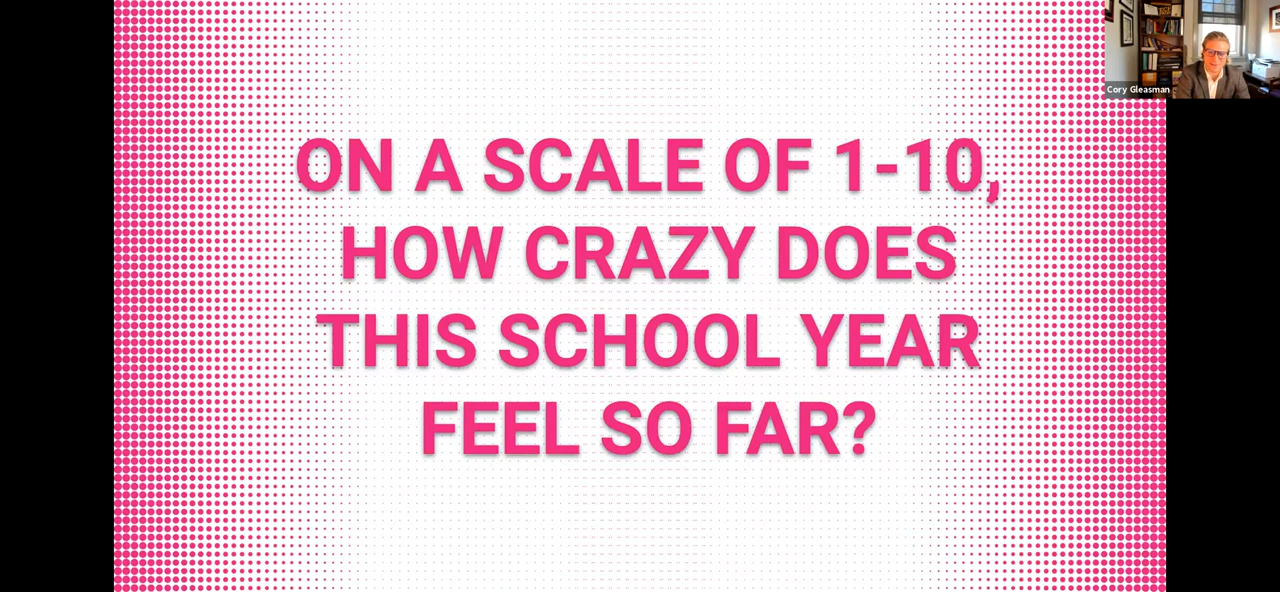 ON A SCALE OF 1-10,
HOW CRAZY DOES
THIS SCHOOL YEAR
FEEL SO FAR?
Cory Gleasman